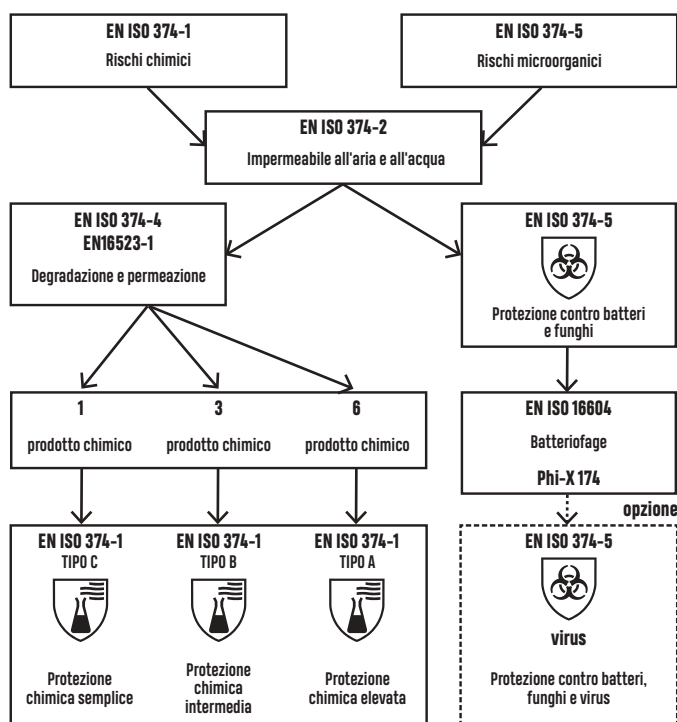 EN ISO 374-1
Rischi chimici
EN ISO 374-5
Rischi microorganici
EN ISO 374-2
Impermeabile all'aria e all'acqua
EN ISO 374-4
EN16523-1
Degradazione e permeazione
EN ISO 374-5
Protezione contro batteri
e funghi
1
prodotto chimico
3
prodotto chimico
6
prodotto chimico
EN ISO 16604
Batteriofage
Phi-X 174
opzione
EN ISO 374-1
TIPO C
Protezione
chimica semplice
EN ISO 374-1
TIPO B
Protezione
chimica
intermedia
EN ISO 374-1
TIPO A
Protezione
chimica elevata
EN ISO 374-5
virus
Protezione contro batteri,
funghi e virus